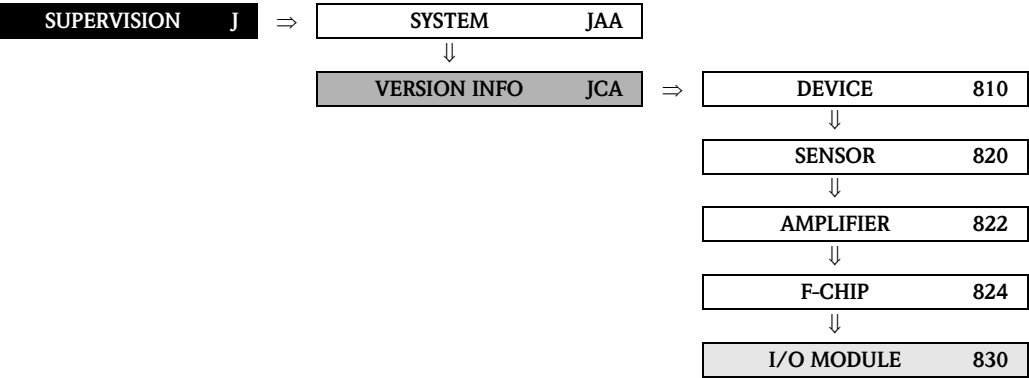 SUPERVISION J ⇒ SYSTEM JAA
⇓
VERSION INFO JCA ⇒ DEVICE 810
⇓
SENSOR 820
⇓
AMPLIFIER 822
⇓
F-CHIP 824
⇓
I/O MODULE 830